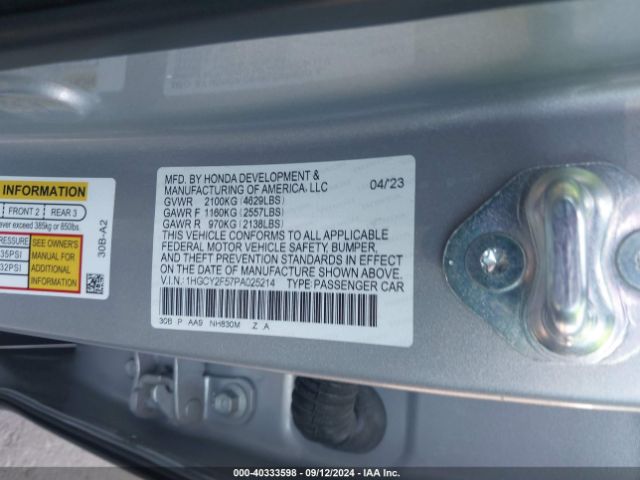 INFORMATION
FRONT 2 REAR 3
ever exceed 385kg or 850lbs.
RESSURE
35PSI
32PSI
SEE OWNER'S
MANUAL FOR
ADDITIONAL
INFORMATION
30B-A2
MFD. BY HONDA DEVELOPMENT &
MANUFACTURING OF AMERICA, LLC 04/23
GVWR 2100KG(4629LBS)
GAWR F 1160KG(2557LBS)
GAWR R 970KG(2138LBS)
THIS VEHICLE CONFORMS TO ALL APPLICABLE
FEDERAL MOTOR VEHICLE SAFETY, BUMPER,
AND THEFT PREVENTION STANDARDS IN EFFECT
ON THE DATE OF MANUFACTURE SHOWN ABOVE.
V.I.N.: 1HGCY2F57PA025214 TYPE PASSENGER CAR
30B P AA9 NH830M Z A
000-40333598 - 09/12/2024 - IAA Inc.